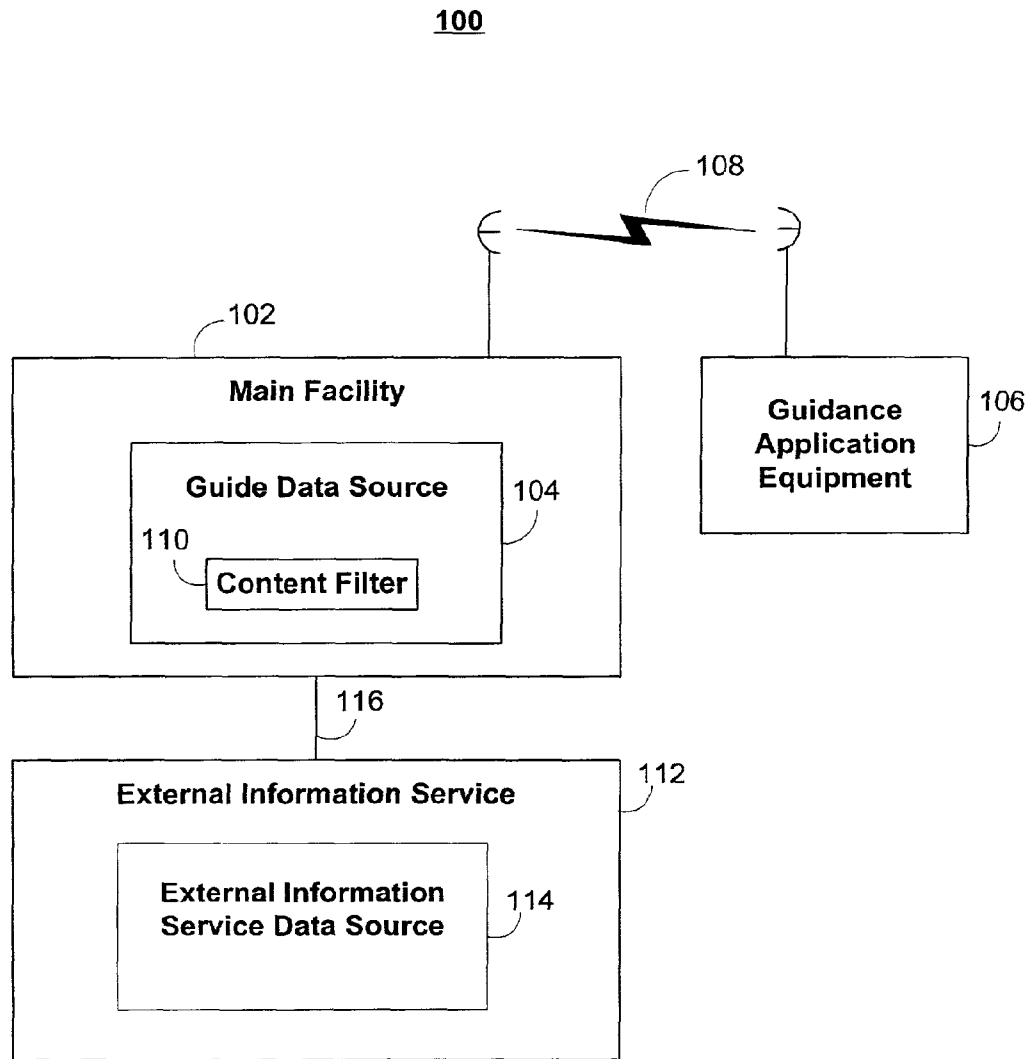 100
108
102
Main Facility
Guidance
Application
Equipment
106
Guide Data Source
104
110
Content Filter
116
External Information Service
112
External Information
Service Data Source
114